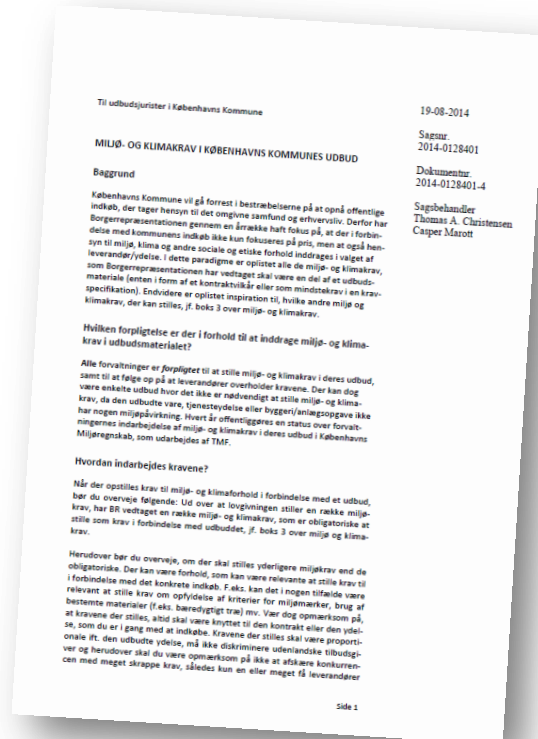 Til udbudsjurister i Københavns Kommune
19-08-2014
Sagsnr.
2014-0128401
Dokumentnr.
2014-0128401-4
Sagsbehandler
Thomas A. Christensen
Casper Marott
MILJØ- OG KLIMAKRAV I KØBENHAVNS KOMMUNES UDBUD
Baggrund
Københavns Kommune vil gå forrest i bestræbelserne på at opnå offentlige
indkøb, der tager hensyn til det omgivne samfund og erhvervsliv. Derfor har
Borgerrepræsentationen gennem en årrække haft fokus på, at der i forbin-
delse med kommunens indkøb ikke kun fokuseres på pris, men at også hen-
syn til miljø, klima og andre sociale og etiske forhold inddrages i valget af
leverandør/ydelse. I dette paradigme er oplistet alle de miljø- og klimakrav,
som Borgerrepræsentationen har vedtaget skal være en del af et udbuds-
materiale (enten i form af et kontraktvilkår eller som mindstekrav i en krav-
specifikation). Endvidere er oplistet inspiration til, hvilke andre miljø og
klimakrav, der kan stilles, jf. boks 3 over miljø- og klimakrav.
Hvilken forpligtelse er der i forhold til at inddrage miljø- og klima-
krav i udbudsmaterialet?
Alle forvaltninger er forpligtet til at stille miljø- og klimakrav i deres udbud,
samt til at følge op på at leverandører overholder kravene. Der kan dog
være enkelte udbud hvor det ikke er nødvendigt at stille miljø- og klima-
krav, da den udbudte vare, tjenesteydelse eller byggeri/anlægsopgave ikke
har nogen miljøpåvirkning. Hvert år offentliggøres en status over forvalt-
ningernes indarbejdelse af miljø- og klimakrav i deres udbud i Københavns
Miljøregnskab, som udarbejdes af TMF.
Hvordan indarbejdes kravene?
Når der opstilles krav til miljø- og klimaforhold i forbindelse med et udbud,
bør du overveje følgende: Ud over at lovgivningen stiller en række miljø-
krav, har BR vedtaget en række miljø- og klimakrav, som er obligatoriske at
stille som krav i forbindelse med udbuddet, jf. boks 3 over miljø og klima-
krav.
Herudover bør du overveje, om der skal stilles yderligere miljøkrav end de
obligatoriske. Der kan være forhold, som kan være relevante at stille krav til
i forbindelse med det konkrete indkøb. F.eks. kan det i nogen tilfælde være
relevant at stille krav om opfyldelse af kriterier for miljømærker, brug af
bestemte materialer (f.eks. bæredygtigt træ) mv. Vær dog opmærksom på,
at kravene der stilles, altid skal være knyttet til den kontrakt eller den ydel-
se, som du er i gang med at indkøbe. Kravene der stilles skal være proporti-
onale ift. den udbudte ydelse, må ikke diskriminere udenlandske tilbudsgi-
ver og herudover skal du være opmærksom på ikke at afskære konkurren-
cen med meget skrappe krav, således kun en eller meget få leverandører
Side 1